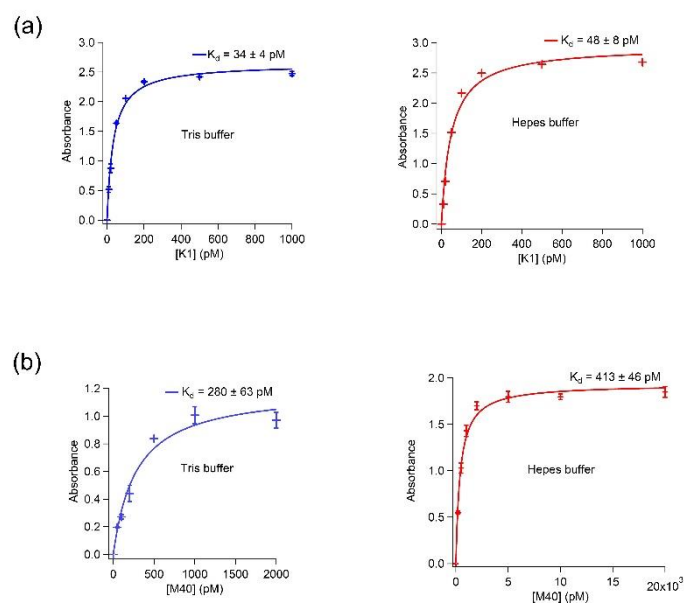 (a)
K_d = 34 ± 4 pM
3.0
2.5
2.0
1.5
1.0
0.5
0.0
Absorbance
Tris buffer
0 200 400 600 800 1000
[K1] (pM)
K_d = 48 ± 8 pM
3.0
2.5
2.0
1.5
1.0
0.5
0.0
Absorbance
Hepes buffer
0 200 400 600 800 1000
[K1] (pM)
(b)
K_d = 280 ± 63 pM
1.2
1.0
0.8
0.6
0.4
0.2
0.0
Absorbance
Tris buffer
0 500 1000 1500 2000
[M40] (pM)
K_d = 413 ± 46 pM
2.0
1.5
1.0
0.5
0.0
Absorbance
Hepes buffer
0 5 10 20x10³
[M40] (pM)